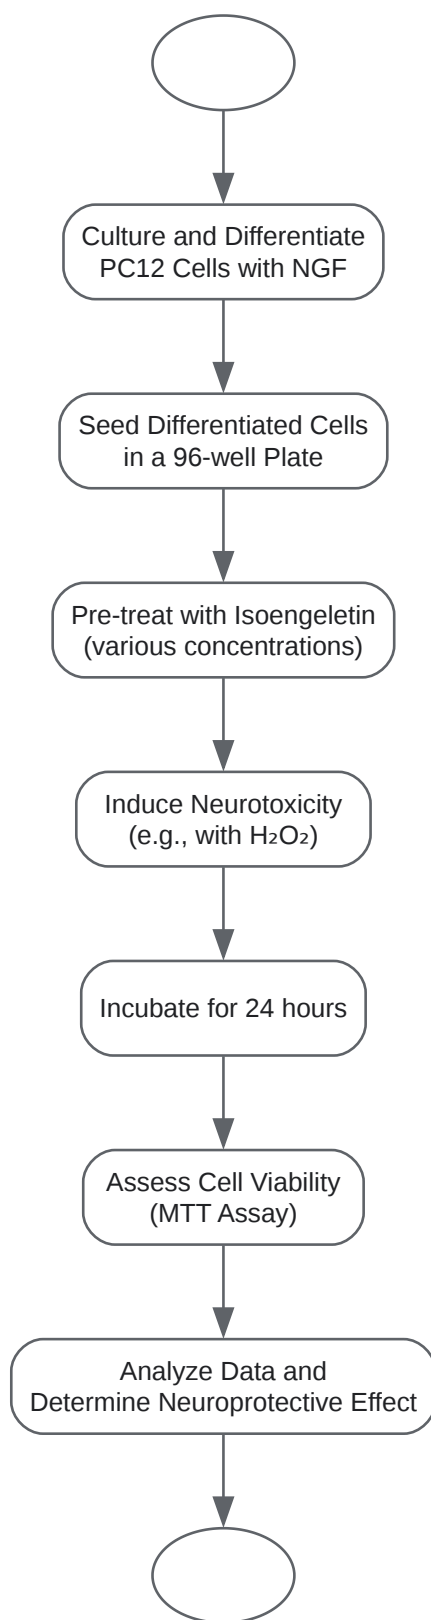 Culture and Differentiate
PC12 Cells with NGF
Seed Differentiated Cells
in a 96-well Plate
Pre-treat with Isoengeletin
(various concentrations)
Induce Neurotoxicity
(e.g., with H₂O₂)
Incubate for 24 hours
Assess Cell Viability
(MTT Assay)
Analyze Data and
Determine Neuroprotective Effect